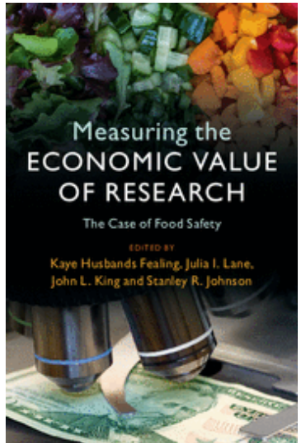 Measuring the
ECONOMIC VALUE
OF RESEARCH
The Case of Food Safety
EDITED BY
Kaye Husbands Fealing, Julia I. Lane,
John L. King and Stanley R. Johnson